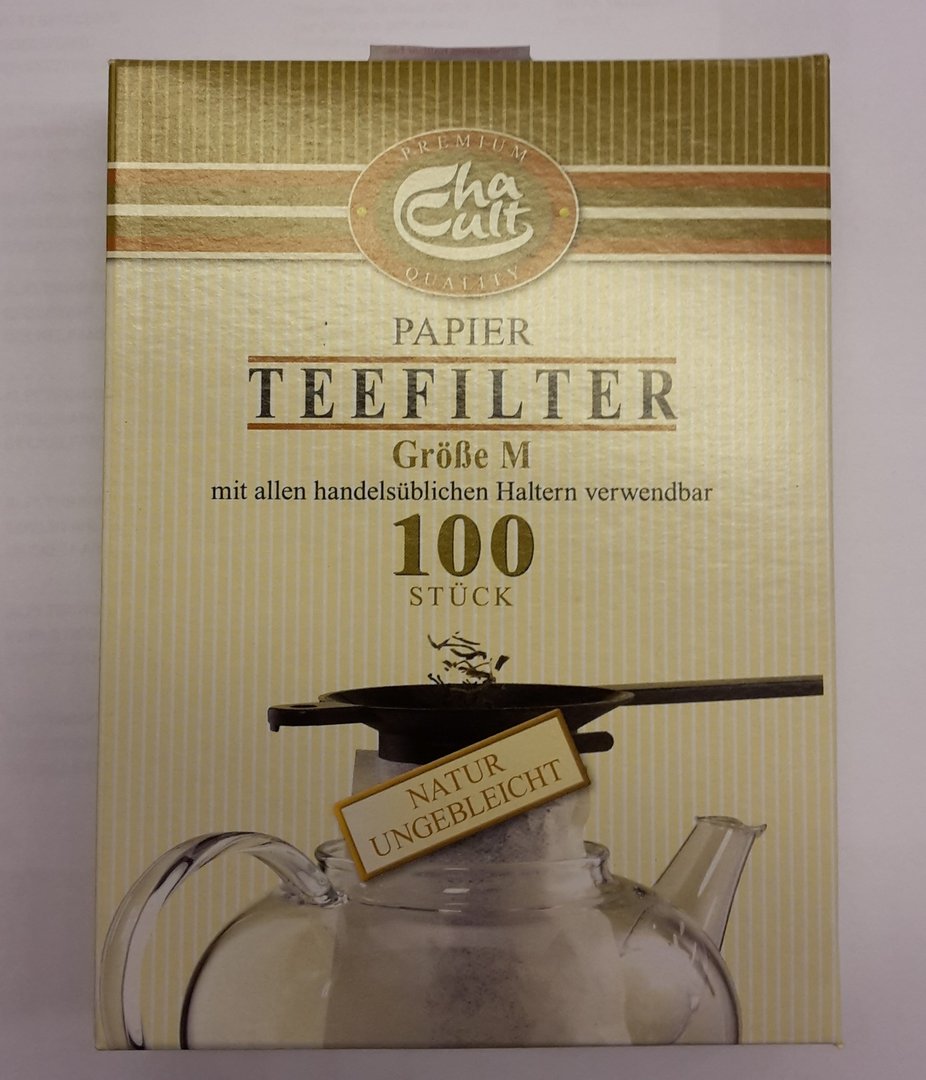 PREMIUM
Cha
Cult
QUALITY
PAPIER
TEEFILTER
Größe M
mit allen handelsüblichen Haltern verwendbar
100
STÜCK
NATUR
UNGEBLEICHT